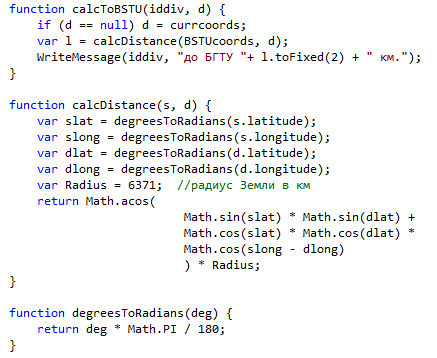 function calcToBSTU(iddiv, d) {
    if (d == null) d = currcoords;
    var l = calcDistance(BSTUcoords, d);
    WriteMessage(iddiv, "до БГТУ "+ l.toFixed(2) + " км.");
}

function calcDistance(s, d) {
    var slat = degreesToRadians(s.latitude);
    var slong = degreesToRadians(s.longitude);
    var dlat = degreesToRadians(d.latitude);
    var dlong = degreesToRadians(d.longitude);
    var Radius = 6371;  //радиус Земли в км
    return Math.acos(
                        Math.sin(slat) * Math.sin(dlat) +
                        Math.cos(slat) * Math.cos(dlat) *
                        Math.cos(slong - dlong)
                        ) * Radius;
}

function degreesToRadians(deg) {
    return deg * Math.PI / 180;
}